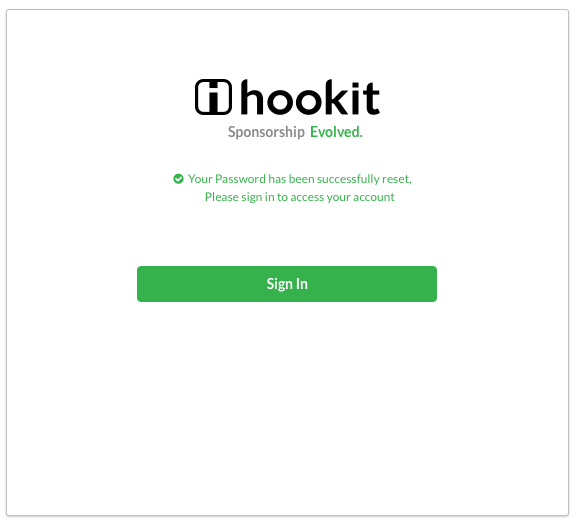 hookit
Sponsorship Evolved.
Your Password has been successfully reset,
Please sign in to access your account
Sign In